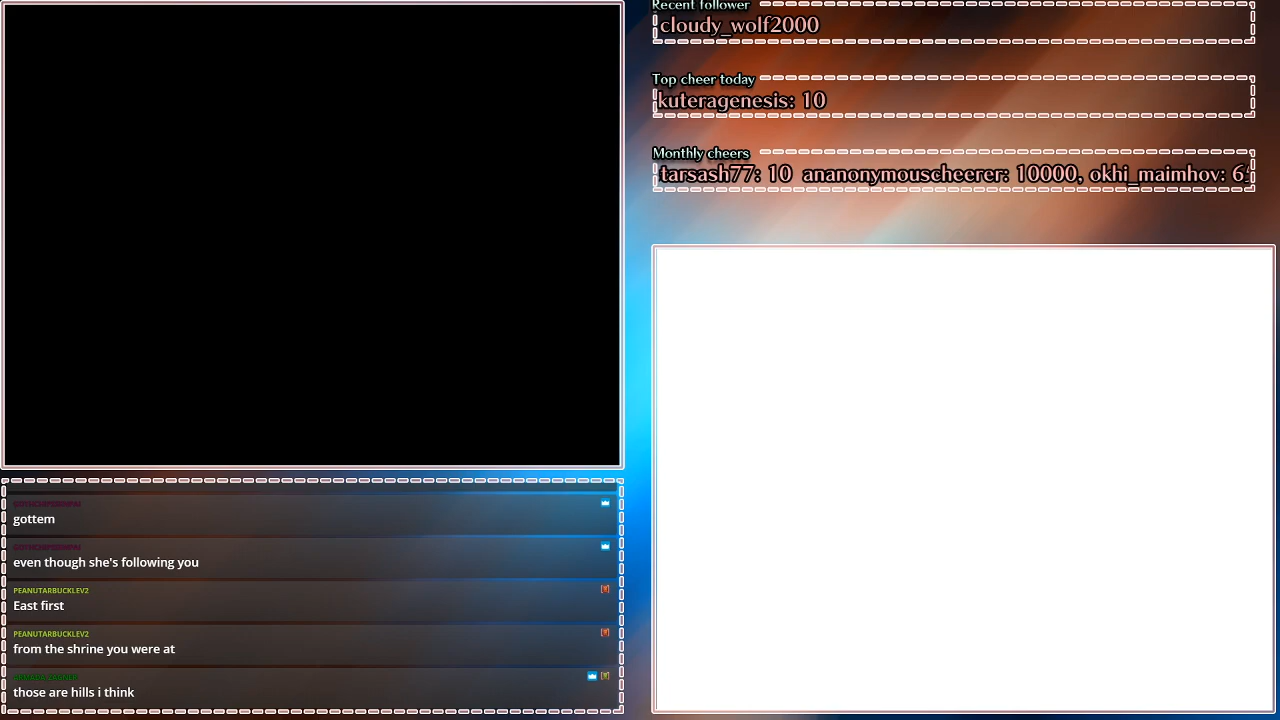 Recent follower
cloudy_wolf2000
Top cheer today
kuteragenesis: 10
Monthly cheers
tarsash77: 10 ananonymouscheerer: 10000, okhi_maimhov: 6
gottem
even though she's following you
PEANUTARBUCKLEV2
East first
PEANUTARBUCKLEV2
from the shrine you were at
those are hills i think